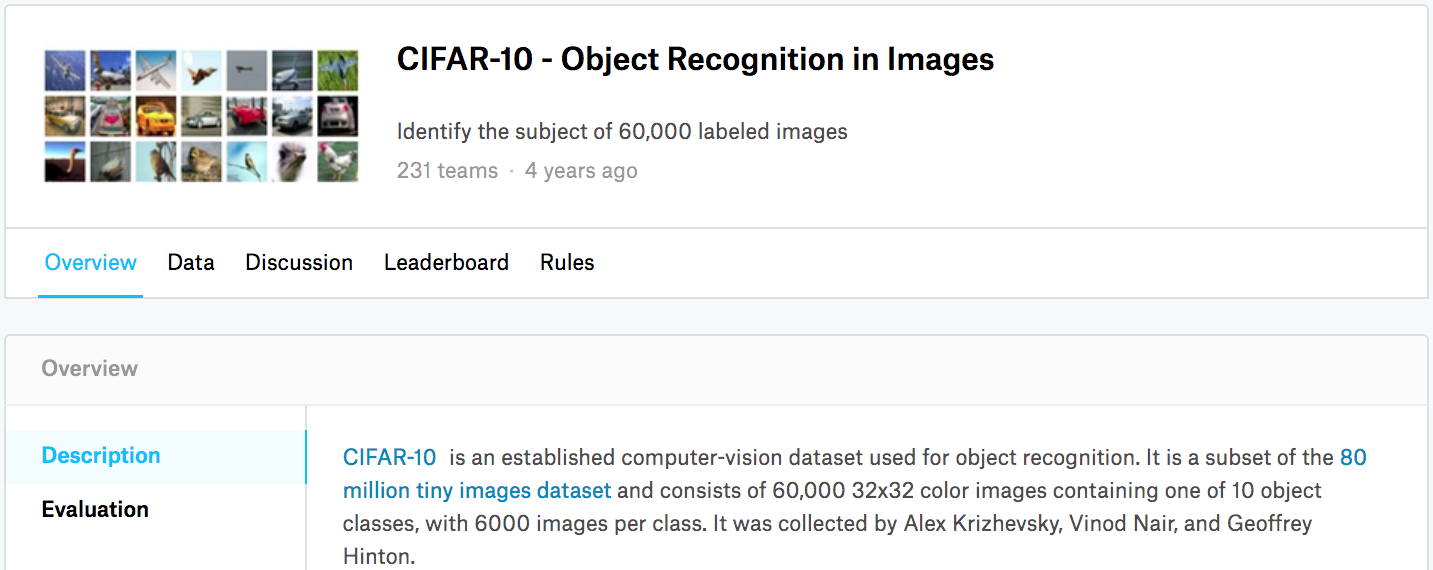 CIFAR-10 - Object Recognition in Images
Identify the subject of 60,000 labeled images
231 teams · 4 years ago
Overview Data Discussion Leaderboard Rules
Overview
Description
Evaluation
CIFAR-10 is an established computer-vision dataset used for object recognition. It is a subset of the 80
million tiny images dataset and consists of 60,000 32x32 color images containing one of 10 object
classes, with 6000 images per class. It was collected by Alex Krizhevsky, Vinod Nair, and Geoffrey
Hinton.